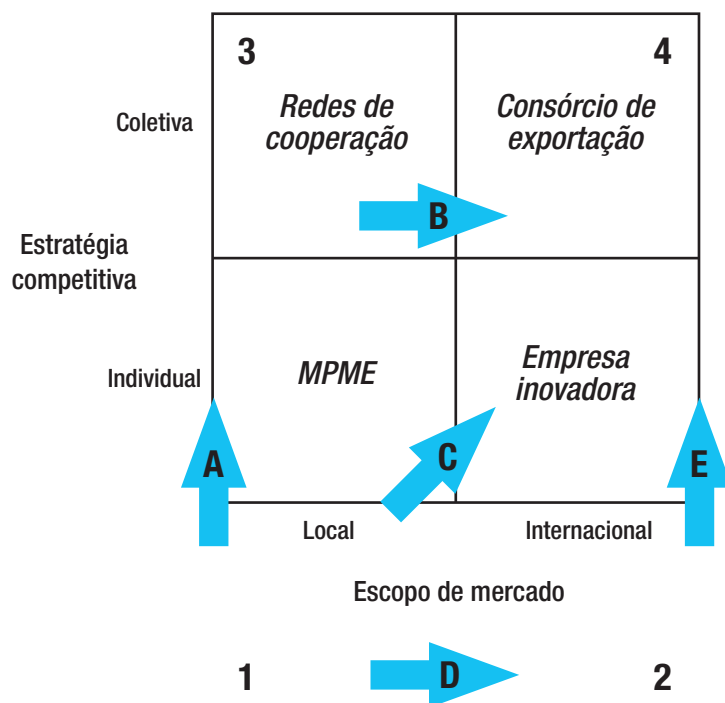 3
4
Redes de
cooperação
Consórcio de
exportação
Coletiva
B
Estratégia
competitiva
MPME
Empresa
inovadora
Individual
A
C
E
Local
Internacional
Escopo de mercado
1
D
2